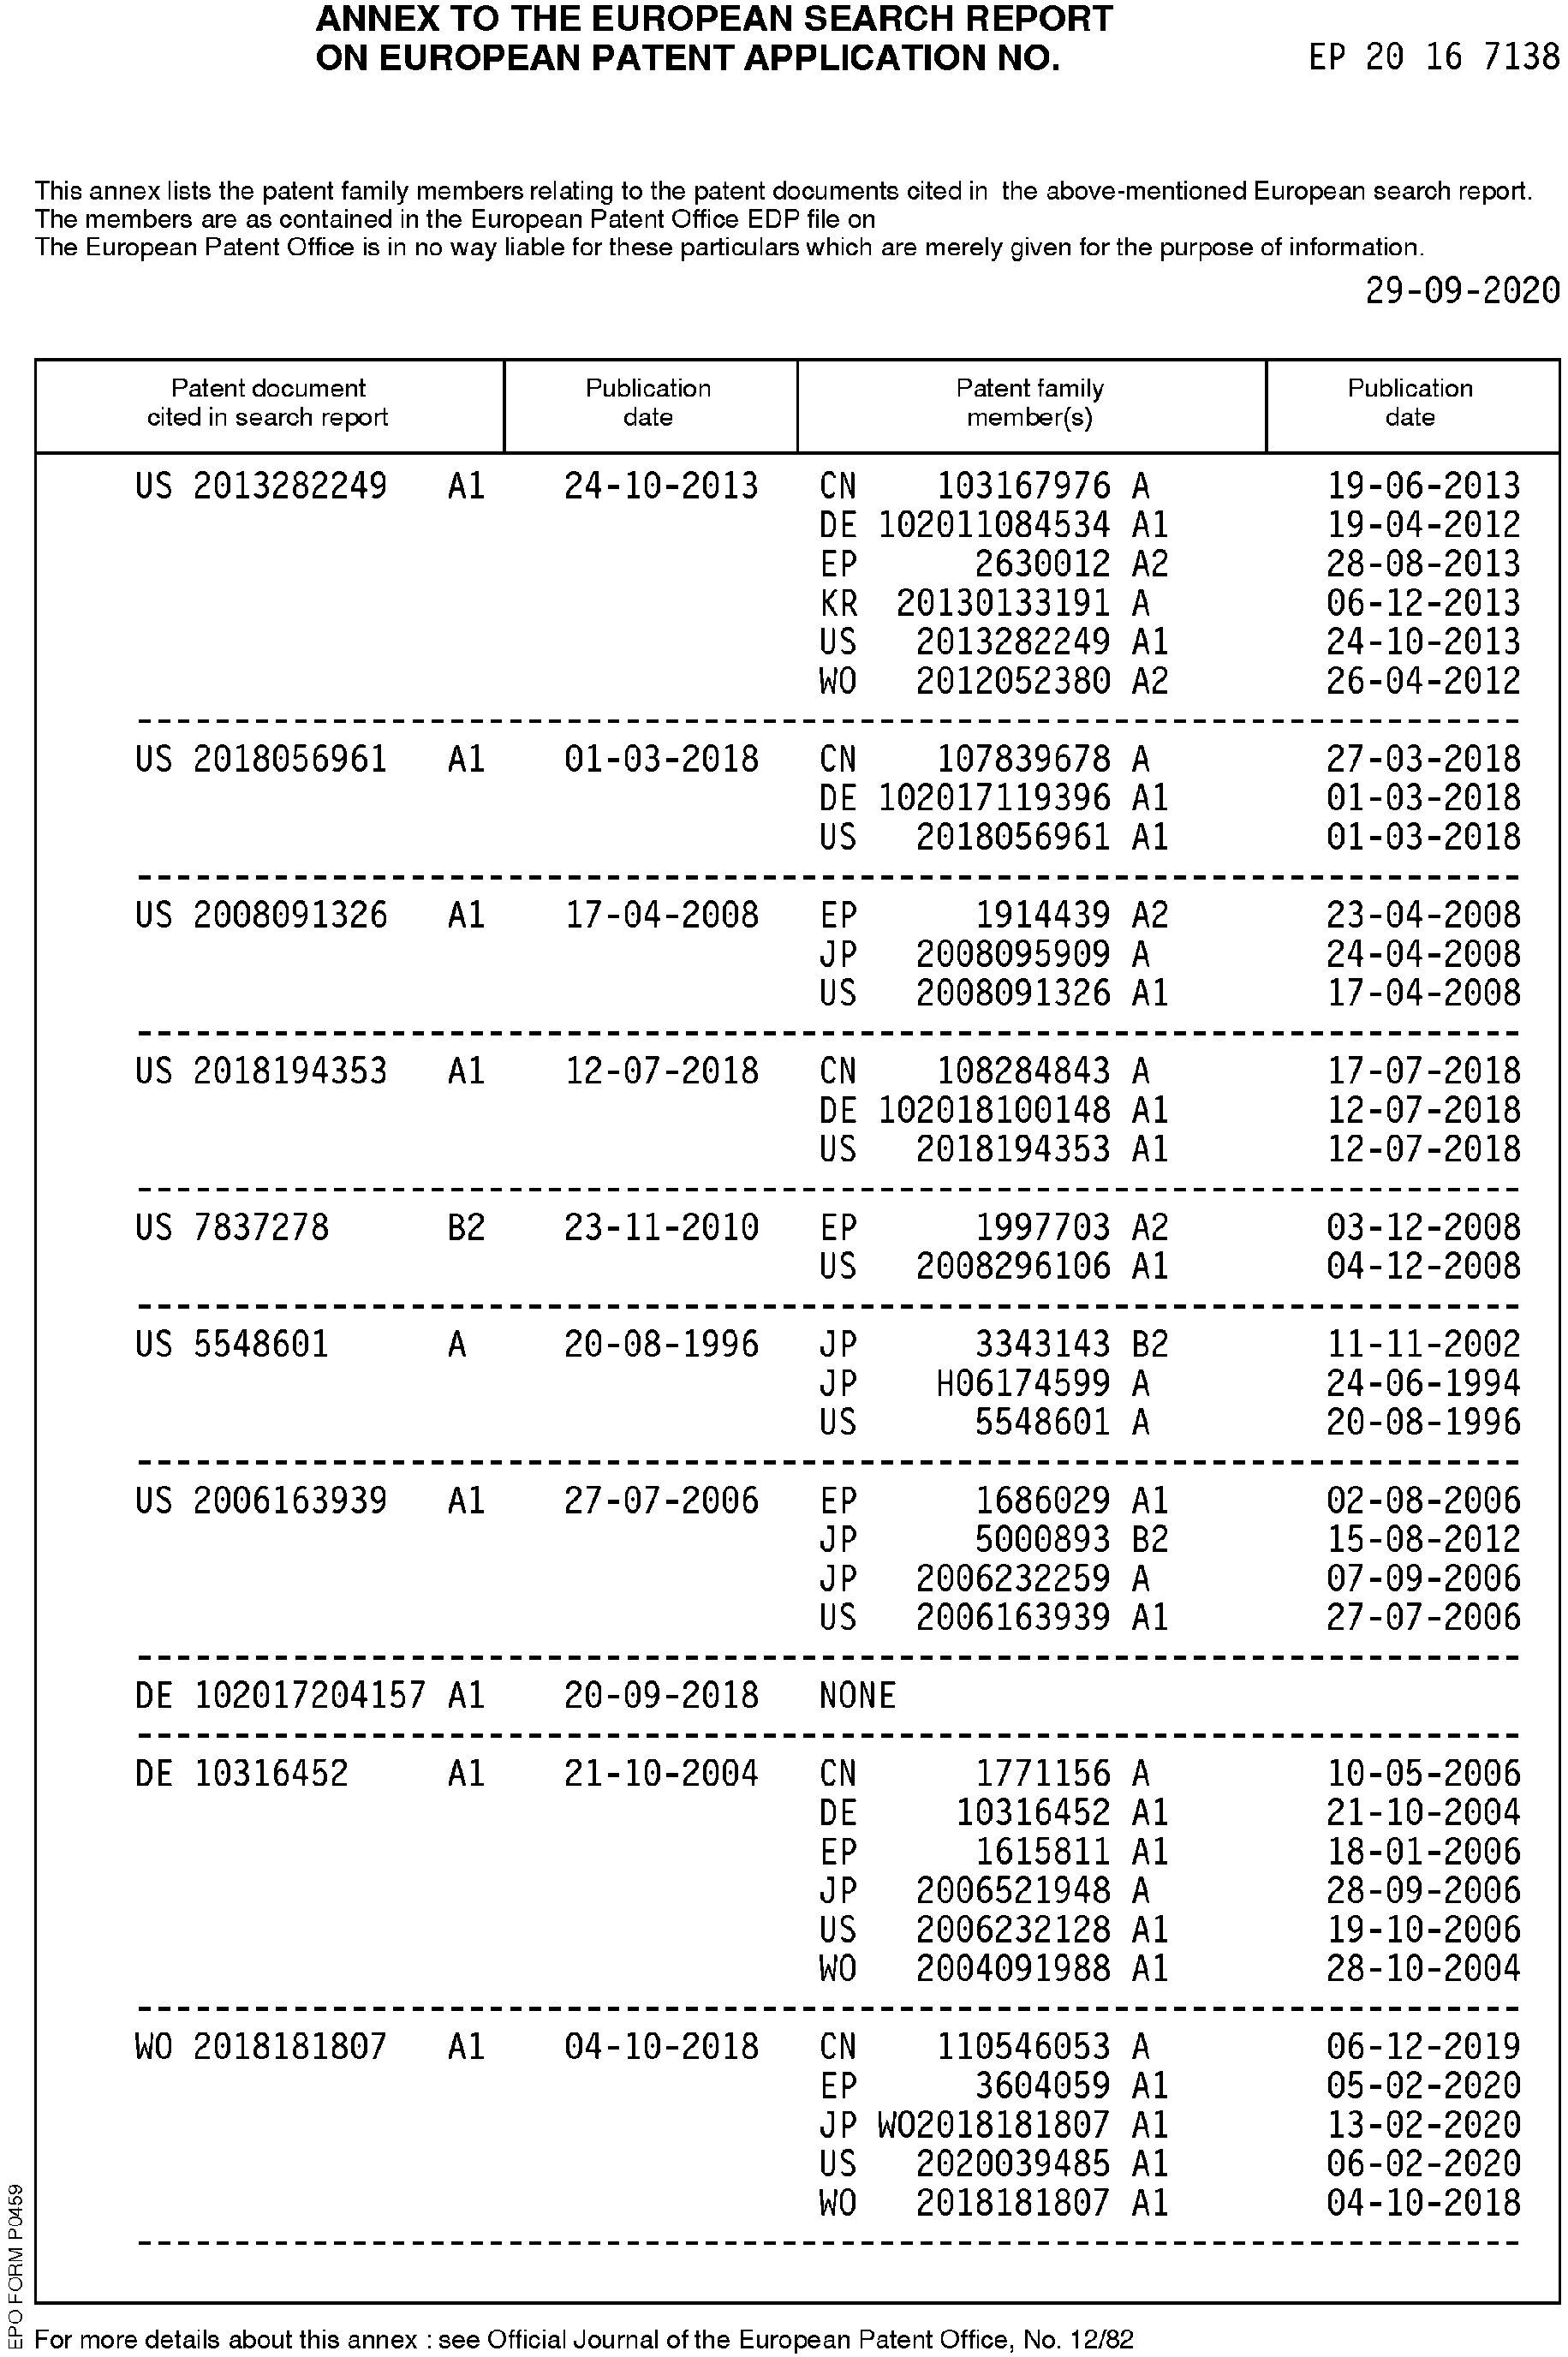 ANNEX TO THE EUROPEAN SEARCH REPORT
ON EUROPEAN PATENT APPLICATION NO. EP 20 16 7138
This annex lists the patent family members relating to the patent documents cited in the above-mentioned European search report.
The members are as contained in the European Patent Office EDP file on
The European Patent Office is in no way liable for these particulars which are merely given for the purpose of information.
29-09-2020
Patent document cited in search report Publication date Patent family member(s) Publication date
US 2013282249 A1 24-10-2013 CN 103167976 A 19-06-2013
DE 102011084534 A1 19-04-2012
EP 2630012 A2 28-08-2013
KR 20130133191 A 06-12-2013
US 2013282249 A1 24-10-2013
WO 2012052380 A2 26-04-2012
US 2018056961 A1 01-03-2018 CN 107839678 A 27-03-2018
DE 102017119396 A1 01-03-2018
US 2018056961 A1 01-03-2018
US 2008091326 A1 17-04-2008 EP 1914439 A2 23-04-2008
JP 2008095909 A 24-04-2008
US 2008091326 A1 17-04-2008
US 2018194353 A1 12-07-2018 CN 108284843 A 17-07-2018
DE 102018100148 A1 12-07-2018
US 2018194353 A1 12-07-2018
US 7837278 B2 23-11-2010 EP 1997703 A2 03-12-2008
US 2008296106 A1 04-12-2008
US 5548601 A 20-08-1996 JP 3343143 B2 11-11-2002
JP H06174599 A 24-06-1994
US 5548601 A 20-08-1996
US 2006163939 A1 27-07-2006 EP 1686029 A1 02-08-2006
JP 5000893 B2 15-08-2012
JP 2006232259 A 07-09-2006
US 2006163939 A1 27-07-2006
DE 102017204157 A1 20-09-2018 NONE
DE 10316452 A1 21-10-2004 CN 1771156 A 10-05-2006
DE 10316452 A1 21-10-2004
EP 1615811 A1 18-01-2006
JP 2006521948 A 28-09-2006
US 2006232128 A1 19-10-2006
WO 2004091988 A1 28-10-2004
WO 2018181807 A1 04-10-2018 CN 110546053 A 06-12-2019
EP 3604059 A1 05-02-2020
JP WO2018181807 A1 13-02-2020
US 2020039485 A1 06-02-2020
WO 2018181807 A1 04-10-2018
EPO FORM P0459
For more details about this annex : see Official Journal of the European Patent Office, No. 12/82